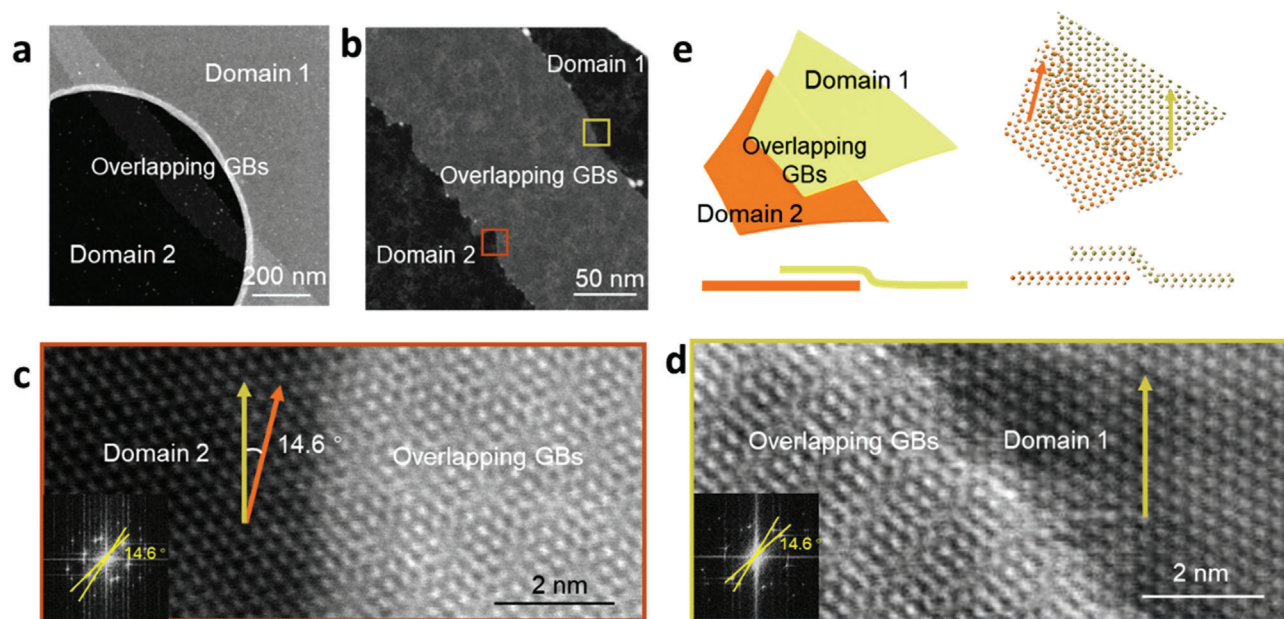 a
Domain 1
Overlapping GBs
Domain 2
200 nm
b
Domain 1
Overlapping GBs
Domain 2
50 nm
e
Domain 1
Overlapping
GBs
Domain 2
c
Domain 2
14.6 °
Overlapping GBs
14.6 °
2 nm
d
Overlapping GBs
Domain 1
14.6 °
2 nm